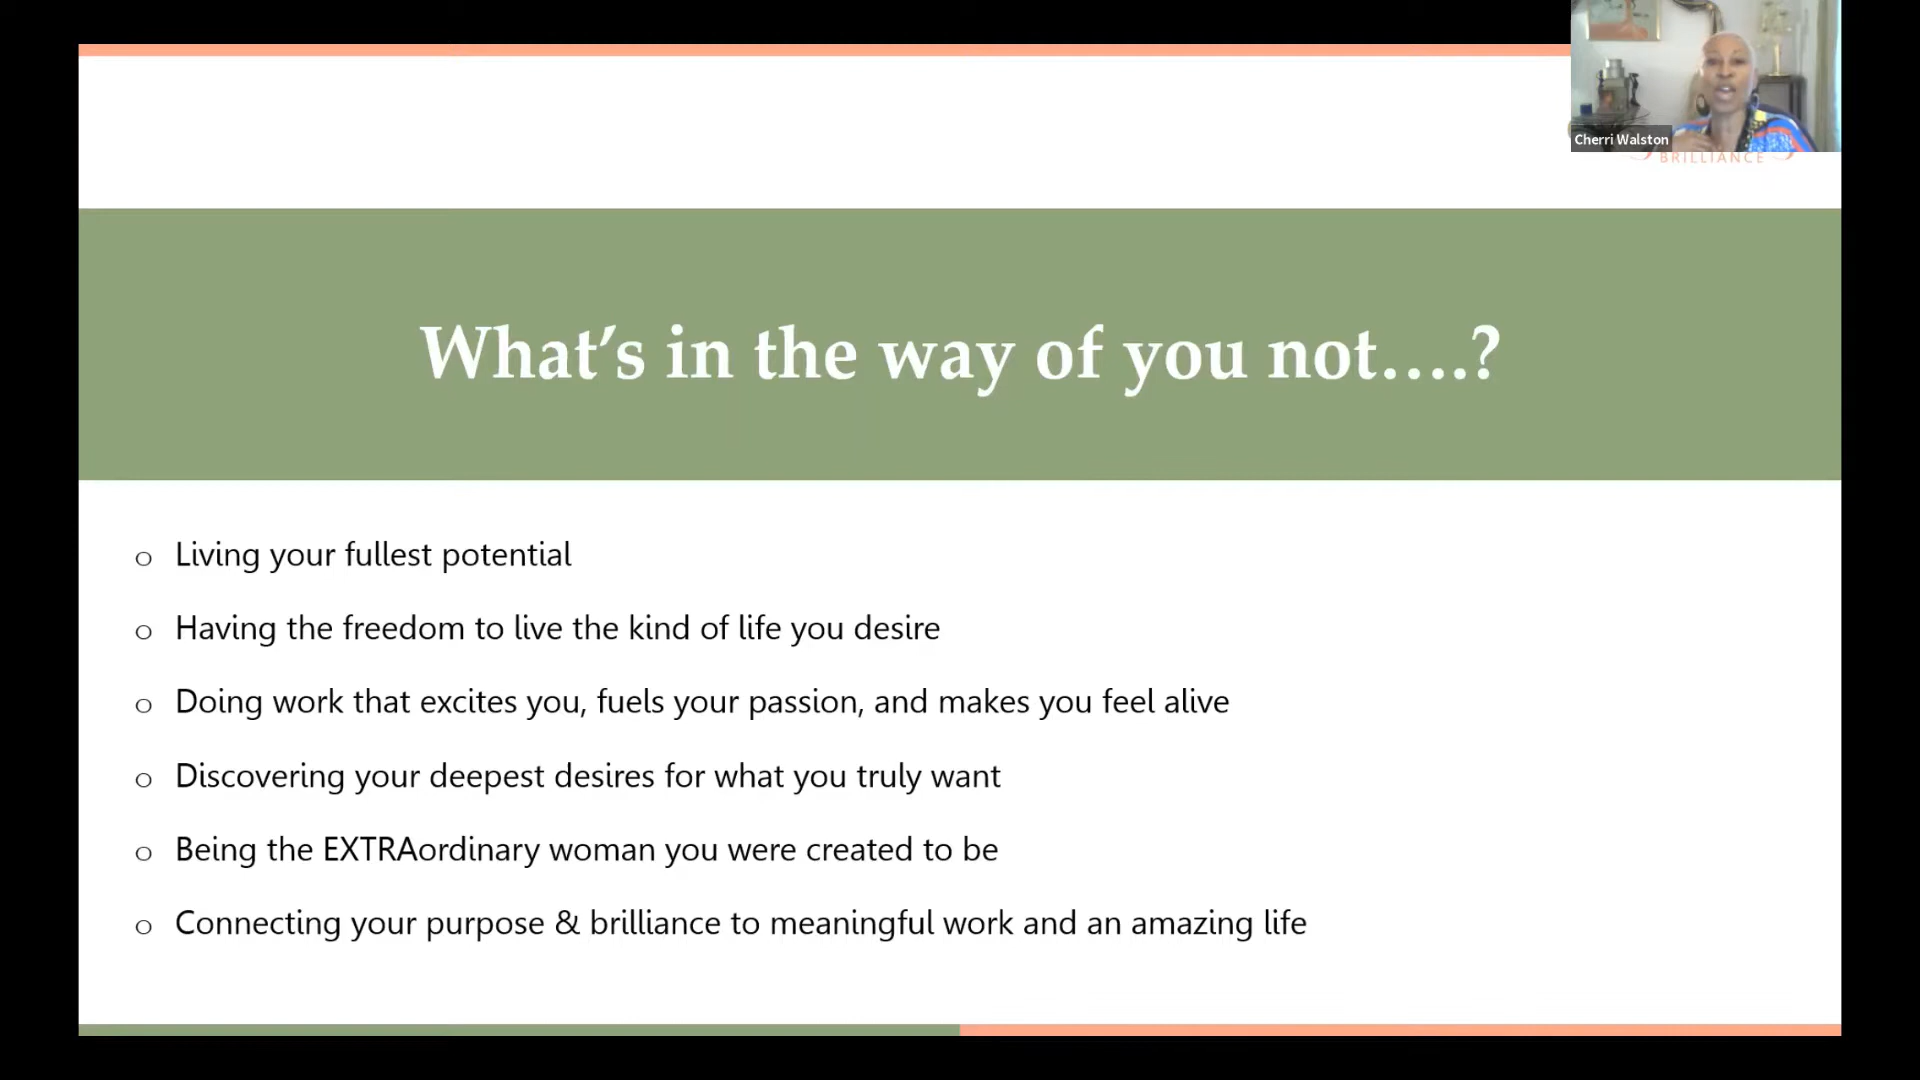 Cherri Walston
BRILLIANCE
What’s in the way of you not….?
o Living your fullest potential
o Having the freedom to live the kind of life you desire
o Doing work that excites you, fuels your passion, and makes you feel alive
o Discovering your deepest desires for what you truly want
o Being the EXTRAordinary woman you were created to be
o Connecting your purpose & brilliance to meaningful work and an amazing life